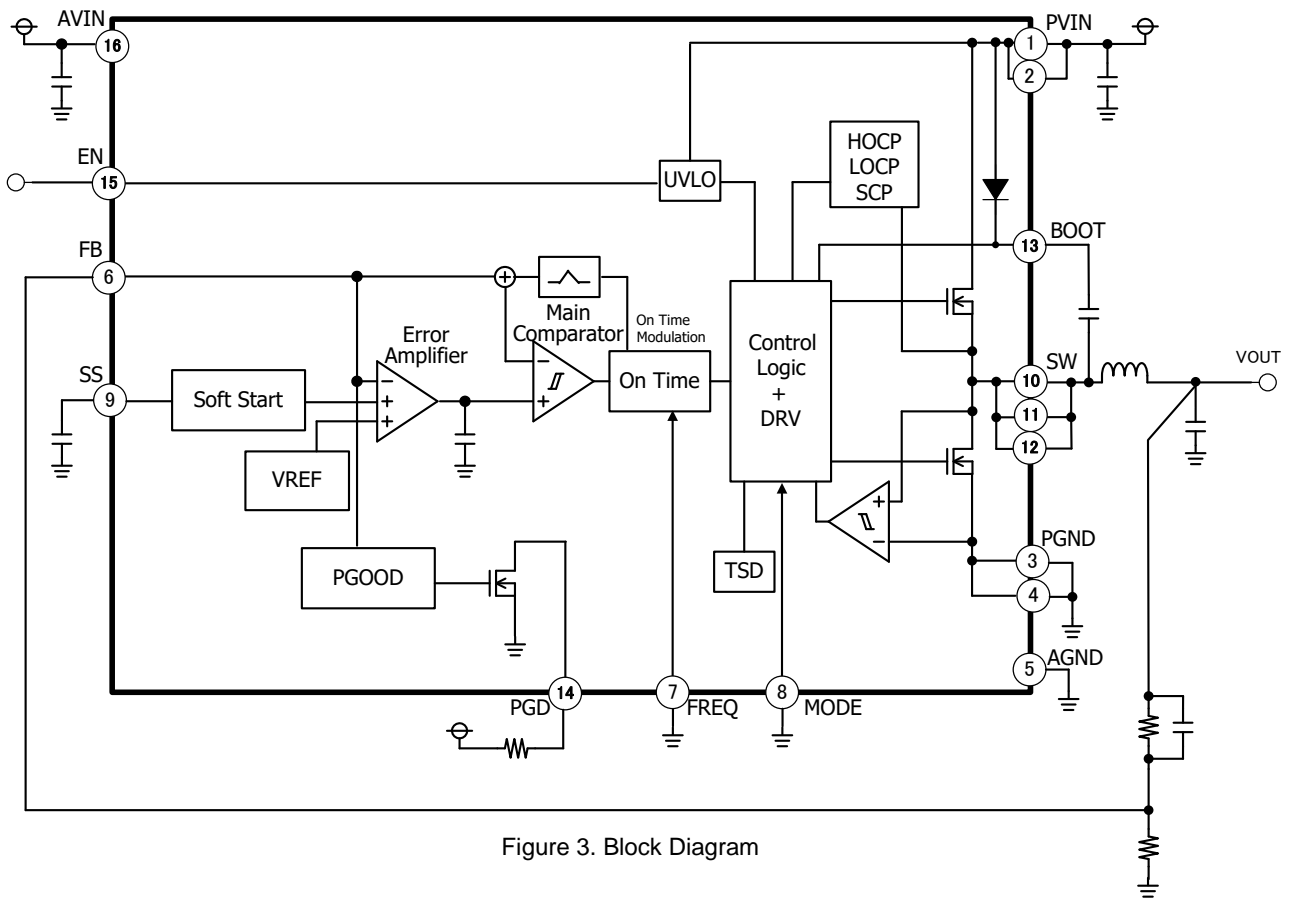 AVIN
16
PVIN
1
2
EN
15
UVLO
HOCP
LOCP
SCP
BOOT
13
FB
6
Main
Comparator
On Time
Modulation
Error
Amplifier
−
+
−
+
+
On Time
Control
Logic
+
DRV
SW
10
11
12
VOUT
SS
9
Soft Start
VREF
+
−
PGOOD
TSD
PGND
3
4
5
AGND
14
PGD
7
FREQ
8
MODE
Figure 3. Block Diagram